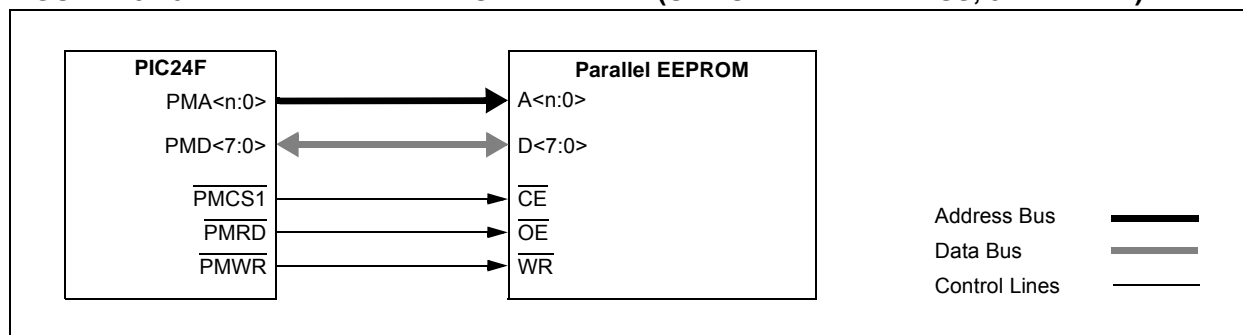 PIC24F
Parallel EEPROM
PMA<n:0>
A<n:0>
PMD<7:0>
D<7:0>
PMCS1
CE
PMRD
OE
PMWR
WR
Address Bus
Data Bus
Control Lines